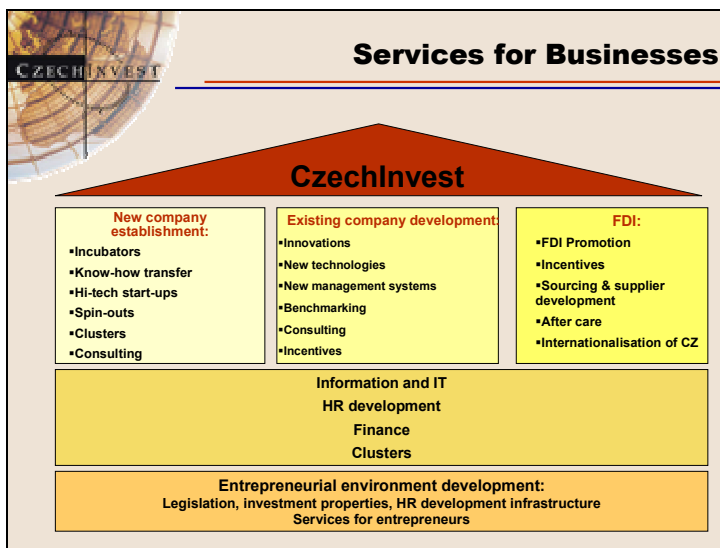 CZECHINVEST
Services for Businesses
CzechInvest
New company
establishment:
▪Incubators
▪Know-how transfer
▪Hi-tech start-ups
▪Spin-outs
▪Clusters
▪Consulting
Existing company development:
▪Innovations
▪New technologies
▪New management systems
▪Benchmarking
▪Consulting
▪Incentives
FDI:
▪FDI Promotion
▪Incentives
▪Sourcing & supplier
development
▪After care
▪Internationalisation of CZ
Information and IT
HR development
Finance
Clusters
Entrepreneurial environment development:
Legislation, investment properties, HR development infrastructure
Services for entrepreneurs